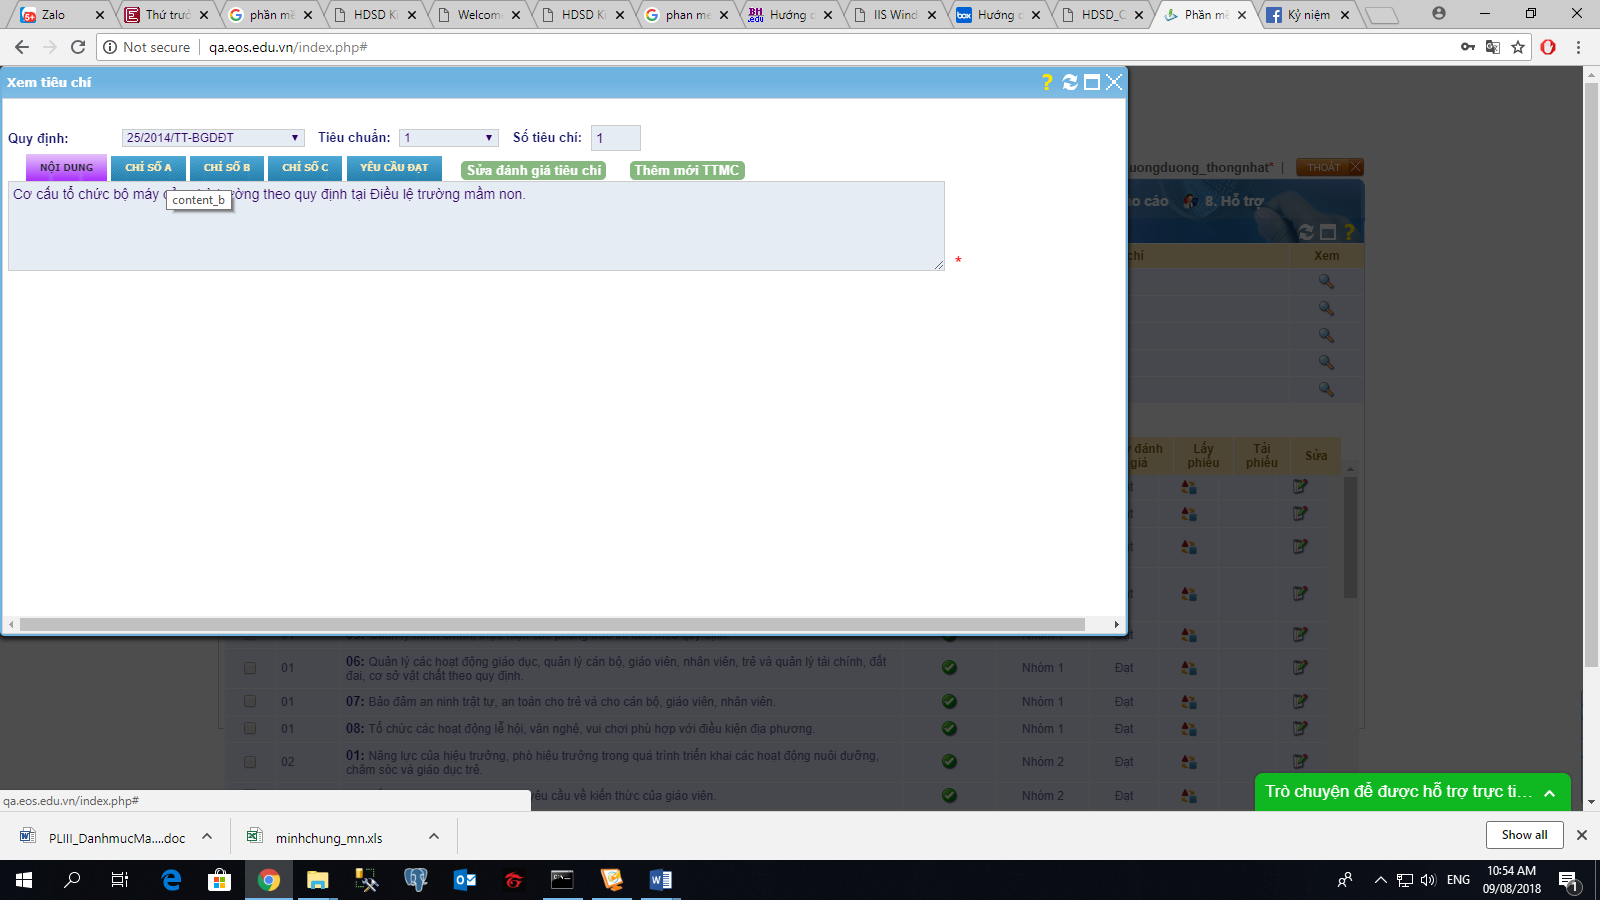 Zalo
Thứ trưở
phần mề
HDSD Ki
Welcom
HDSD Ki
phan me
Hướng d
IIS Wind
Hướng d
HDSD_C
Phần mề
Kỷ niệm
Not secure
qa.eos.edu.vn/index.php#
Xem tiêu chí
Quy định:
25/2014/TT-BGDĐT
Tiêu chuẩn:
1
Số tiêu chí:
1
NỘI DUNG
CHỈ SỐ A
CHỈ SỐ B
CHỈ SỐ C
YÊU CẦU ĐẠT
Sửa đánh giá tiêu chí
Thêm mới TTMC
Cơ cấu tổ chức bộ máy
ường theo quy định tại Điều lệ trường mầm non.
content_b
*
uongduong_thongnhat* |
THOÁT
o cáo
8. Hỗ trợ
chí
Xem
đánh giá
Lấy phiếu
Tải phiếu
Sửa
01
06: Quản lý các hoạt động giáo dục, quản lý cán bộ, giáo viên, nhân viên, trẻ và quản lý tài chính, đất
đai, cơ sở vật chất theo quy định.
Nhóm 1
Đạt
01
07: Bảo đảm an ninh trật tự, an toàn cho trẻ và cho cán bộ, giáo viên, nhân viên.
Nhóm 1
Đạt
01
08: Tổ chức các hoạt động lễ hội, văn nghệ, vui chơi phù hợp với điều kiện địa phương.
Nhóm 1
Đạt
02
01: Năng lực của hiệu trưởng, phó hiệu trưởng trong quá trình triển khai các hoạt động nuôi dưỡng,
chăm sóc và giáo dục trẻ.
Nhóm 2
Đạt
yêu cầu về kiến thức của giáo viên.
Nhóm 2
Đạt
qa.eos.edu.vn/index.php#
Trò chuyện để được hỗ trợ trực ti...
PLIII_DanhmucMa....doc
minhchung_mn.xls
Show all
ENG
10:54 AM
09/08/2018
1